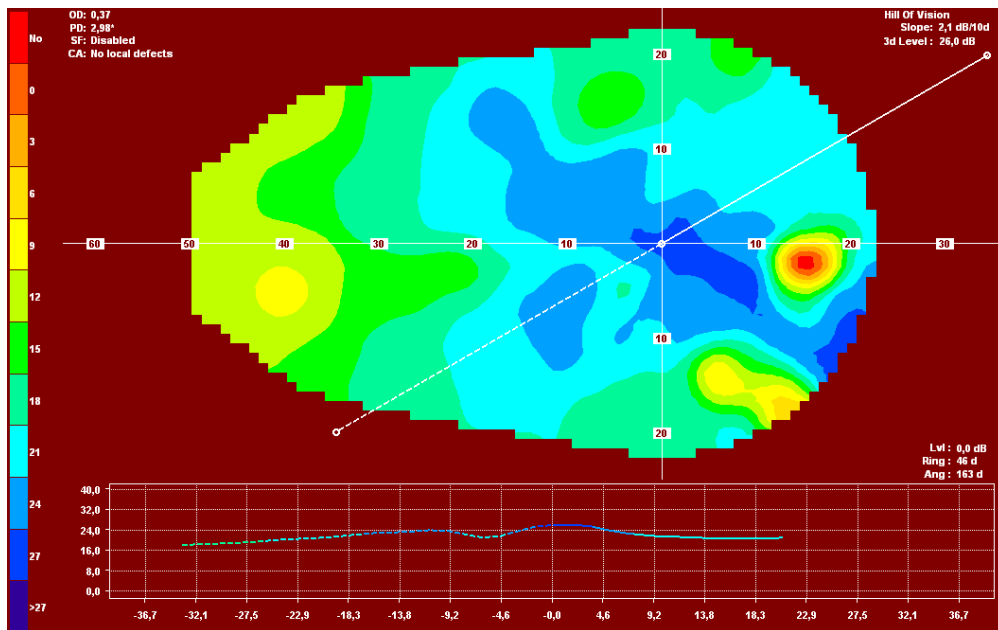 OD: 0,37
PD: 2,98*
SF: Disabled
CA: No local defects
Hill Of Vision
Slope: 2,1 dB/10d
3d Level : 26,0 dB
No
0
3
6
9
12
15
18
21
24
27
>27
20
10
60 50 40 30 20 10 10 20 30
10
20
Lvl : 0,0 dB
Ring : 46 d
Ang : 163 d
40,0
32,0
24,0
16,0
8,0
0,0
-36,7 -32,1 -27,5 -22,9 -18,3 -13,8 -9,2 -4,6 0,0 4,6 9,2 13,8 18,3 22,9 27,5 32,1 36,7